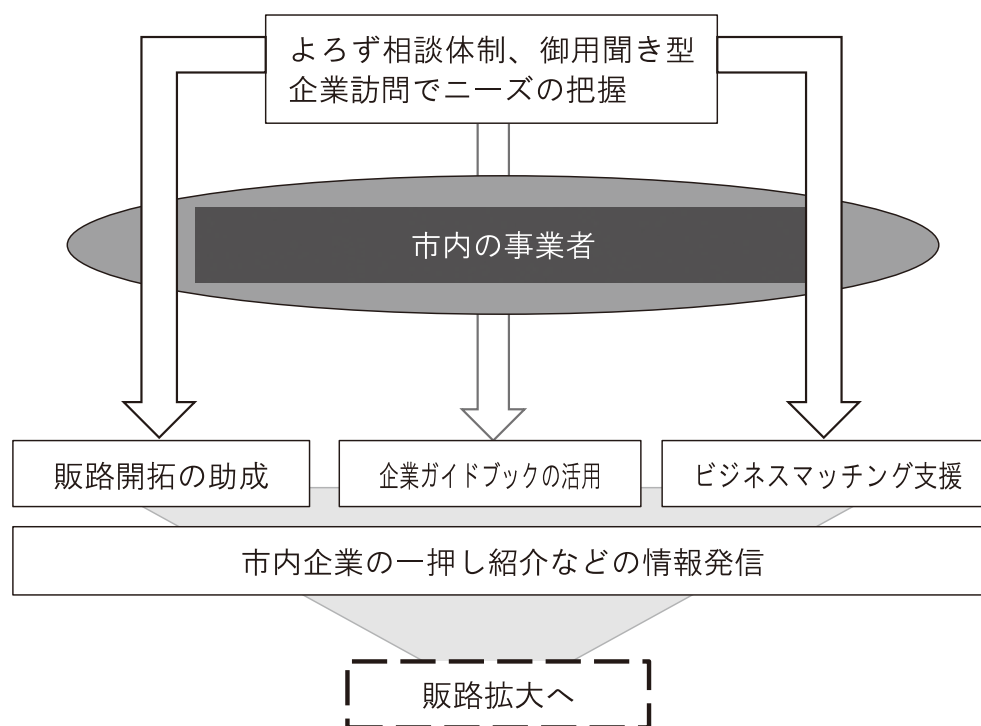 よろず相談体制、御用聞き型
企業訪問でニーズの把握
市内の事業者
販路開拓の助成
企業ガイドブックの活用
ビジネスマッチング支援
市内企業の一押し紹介などの情報発信
販路拡大へ